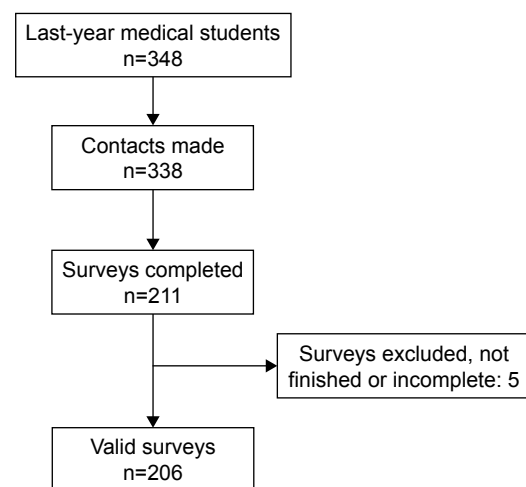 Last-year medical students
n=348
Contacts made
n=338
Surveys completed
n=211
Surveys excluded, not
finished or incomplete: 5
Valid surveys
n=206